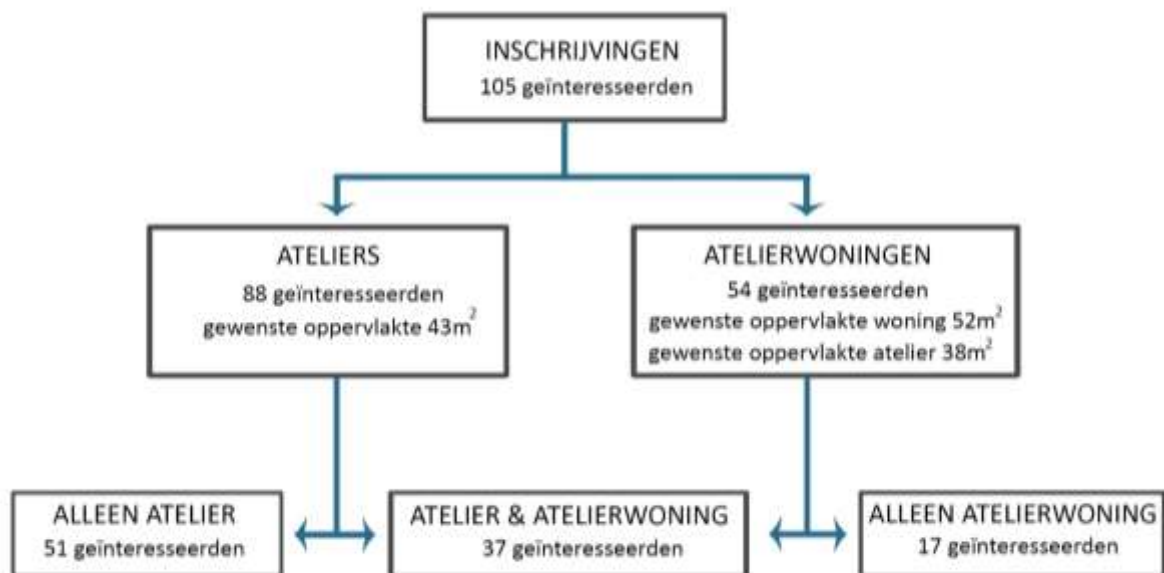 INSCHRIJVINGEN
105 geïnteresseerden
ATELIERS
88 geïnteresseerden
gewenste oppervlakte 43m²
ATELIERWONINGEN
54 geïnteresseerden
gewenste oppervlakte woning 52m²
gewenste oppervlakte atelier 38m²
ALLEEN ATELIER
51 geïnteresseerden
ATELIER & ATELIERWONING
37 geïnteresseerden
ALLEEN ATELIERWONING
17 geïnteresseerden